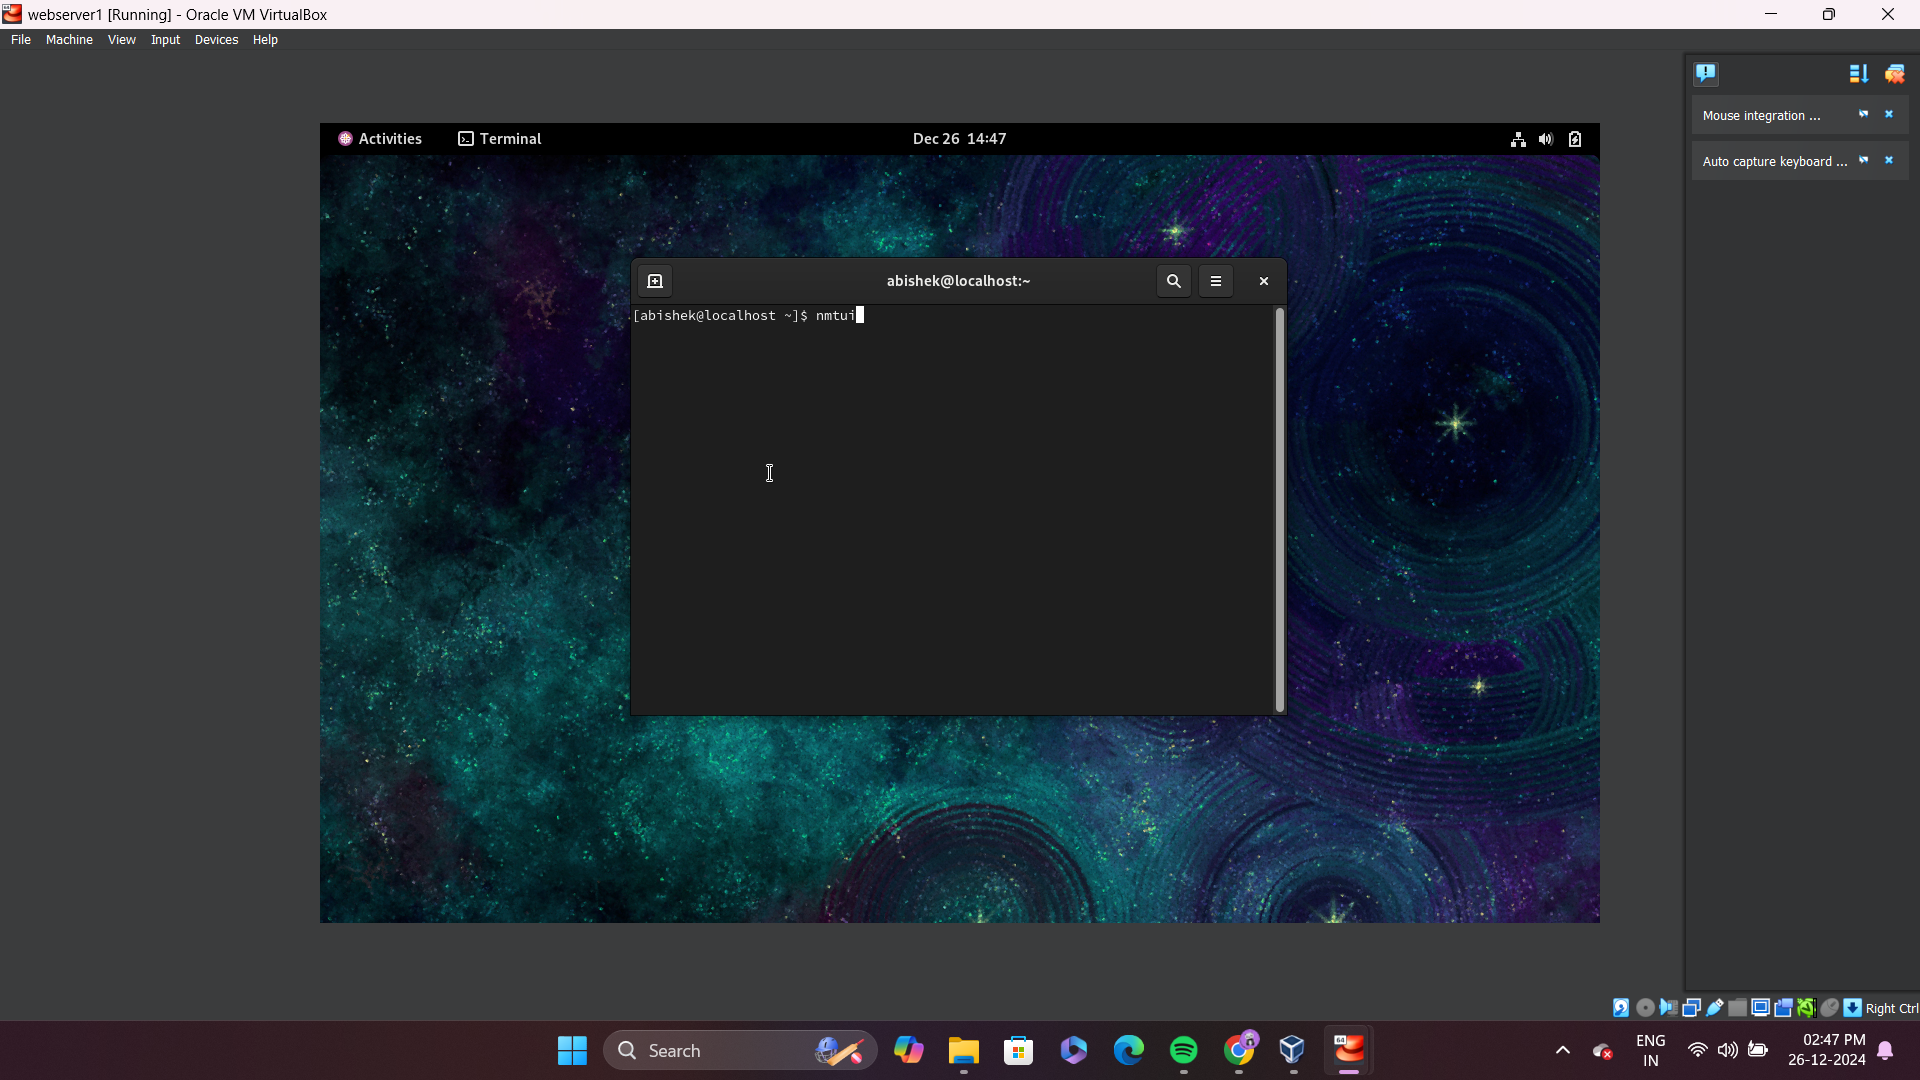 webserver1 [Running] - Oracle VM VirtualBox
File Machine View Input Devices Help
Mouse integration ...
Auto capture keyboard ...
Activities Terminal Dec 26 14:47
abishek@localhost:~
[abishek@localhost ~]$ nmtui
Right Ctrl
Search
ENG
IN
02:47 PM
26-12-2024